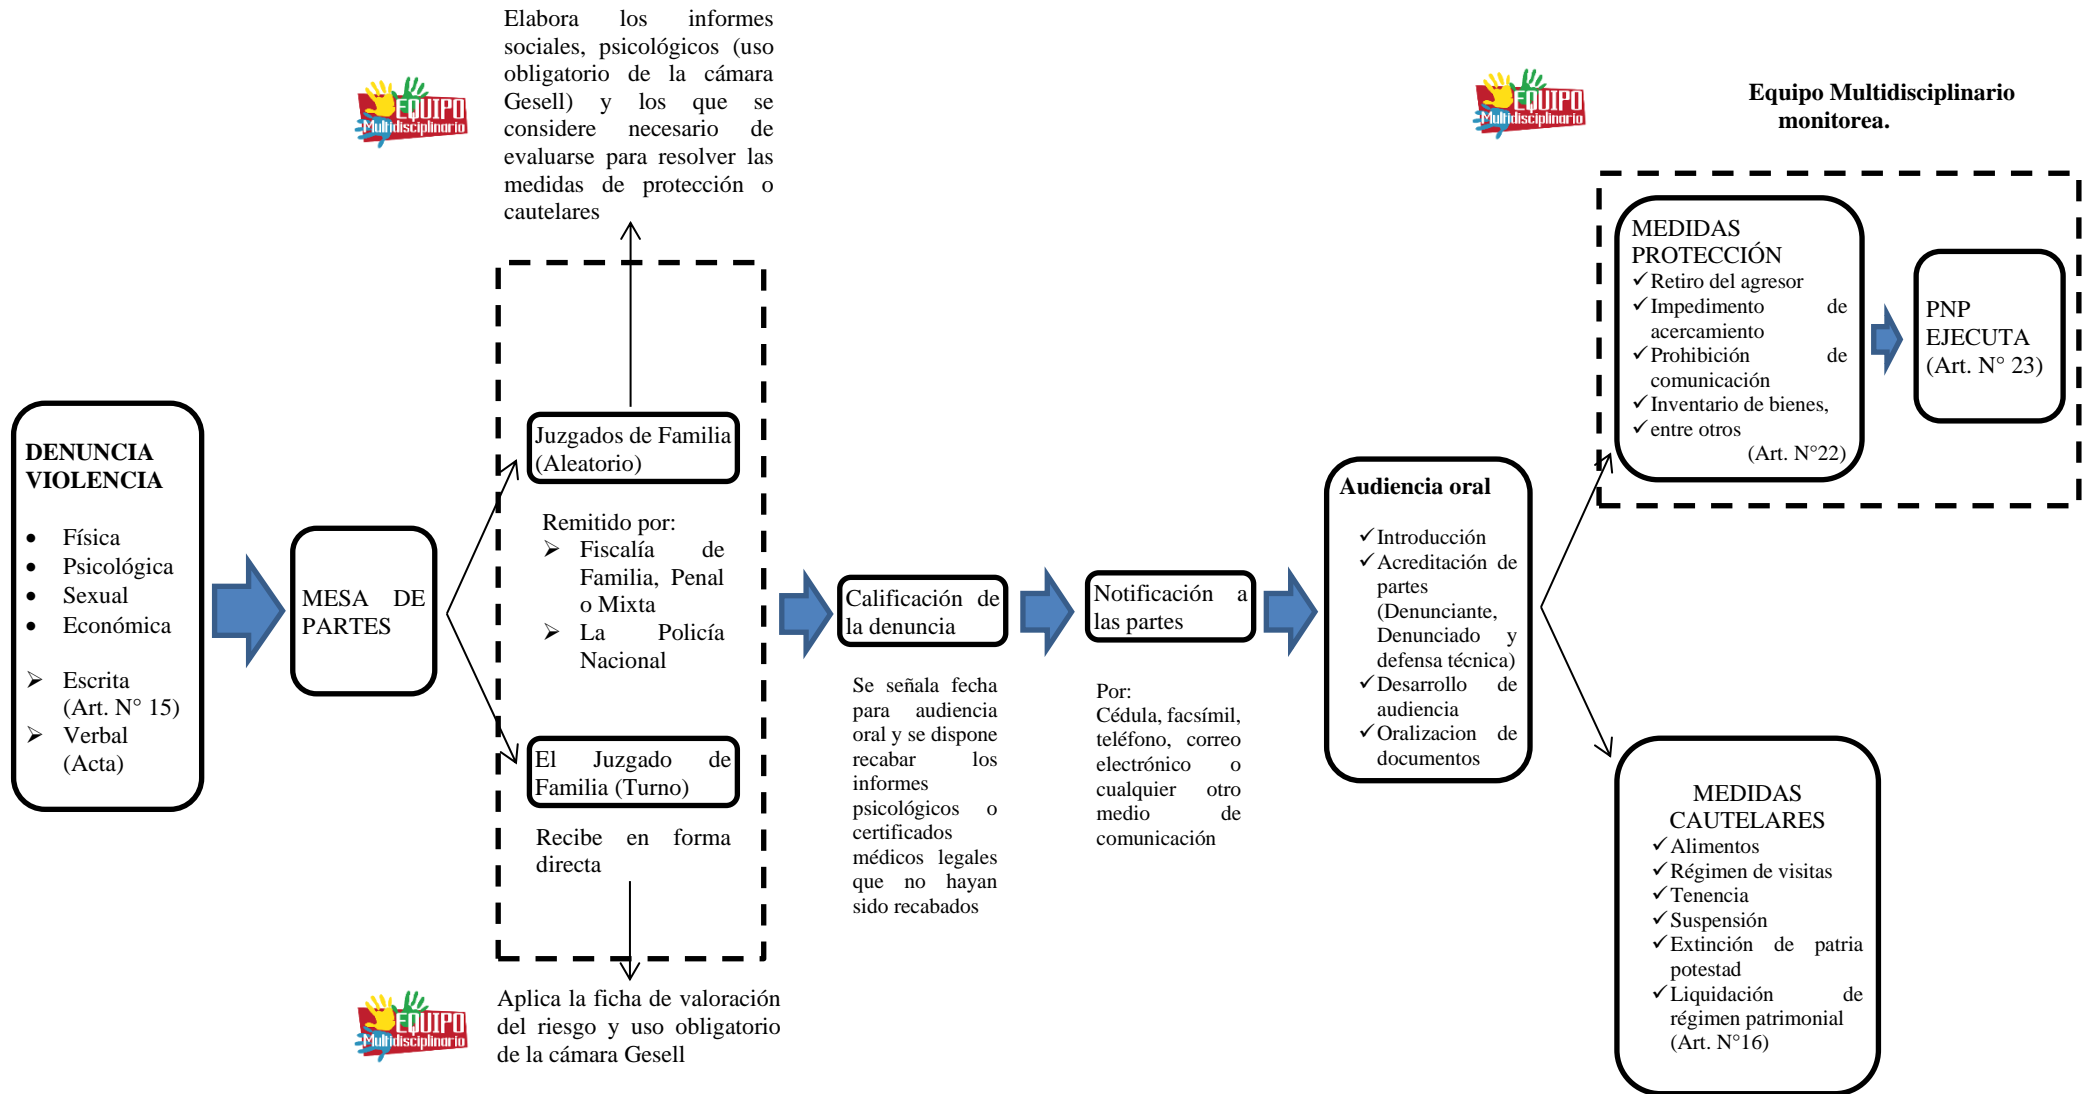 Elabora los informes
sociales, psicológicos (uso
obligatorio de la cámara
Gesell) y los que se
considere necesario de
evaluarse para resolver las
medidas de protección o
cautelares
EQUIPO
Multidisciplinario
EQUIPO
Multidisciplinario
Equipo Multidisciplinario
monitorea.
DENUNCIA
VIOLENCIA
• Física
• Psicológica
• Sexual
• Económica
➢ Escrita
(Art. N° 15)
➢ Verbal
(Acta)
MESA DE
PARTES
Juzgados de Familia
(Aleatorio)
Remitido por:
➢ Fiscalía de
Familia, Penal
o Mixta
➢ La Policía
Nacional
El Juzgado de
Familia (Turno)
Recibe en forma
directa
EQUIPO
Multidisciplinario
Aplica la ficha de valoración
del riesgo y uso obligatorio
de la cámara Gesell
Calificación de
la denuncia
Se señala fecha
para audiencia
oral y se dispone
recabar los
informes
psicológicos o
certificados
médicos legales
que no hayan
sido recabados
Notificación a
las partes
Por:
Cédula, facsímil,
teléfono, correo
electrónico o
cualquier otro
medio de
comunicación
Audiencia oral
✓Introducción
✓Acreditación de
partes
(Denunciante,
Denunciado y
defensa técnica)
✓Desarrollo de
audiencia
✓Oralizacion de
documentos
MEDIDAS
PROTECCIÓN
✓Retiro del agresor
✓Impedimento de
acercamiento
✓Prohibición de
comunicación
✓Inventario de bienes,
✓entre otros
(Art. N°22)
PNP
EJECUTA
(Art. N° 23)
MEDIDAS
CAUTELARES
✓Alimentos
✓Régimen de visitas
✓Tenencia
✓Suspensión
✓Extinción de patria
potestad
✓Liquidación de
régimen patrimonial
(Art. N°16)